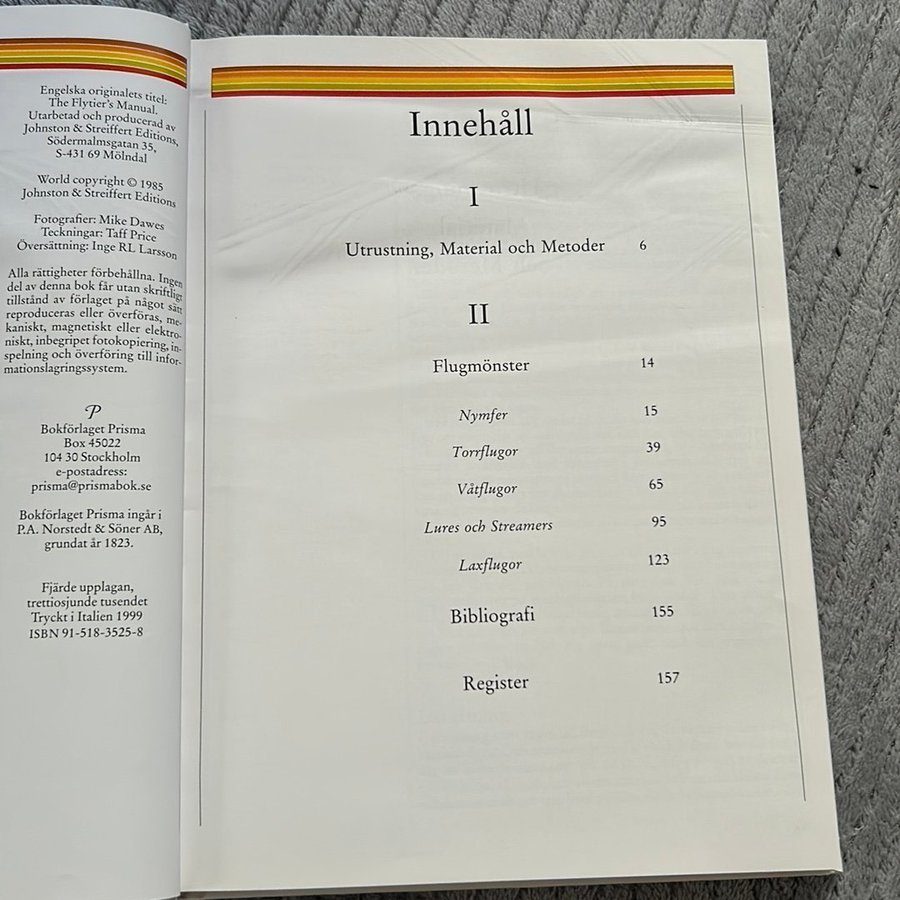 Engelska originalets titel:
The Flytier's Manual.
Utarbetad och producerad av
Johnston & Streiffert Editions,
Södermalmsgatan 35,
S-431 69 Mölndal
World copyright © 1985
Johnston & Streiffert Editions
Fotografier: Mike Dawes
Teckningar: Taff Price
Översättning: Inge RL Larsson
Alla rättigheter förbehållna. Ingen
del av denna bok får utan skriftligt
tillstånd av förlaget på något sätt
reproduceras eller överföras, me-
kaniskt, magnetiskt eller elektro-
niskt, inbegripet fotokopiering, in-
spelning och överföring till infor-
mationslagringssystem.
P
Bokförlaget Prisma
Box 45022
104 30 Stockholm
e-postadress:
prisma@prismabok.se
Bokförlaget Prisma ingår i
P.A. Norstedt & Söner AB,
grundat år 1823.
Fjärde upplagan,
trettiosjunde tusendet
Tryckt i Italien 1999
ISBN 91-518-3525-8
Innehåll
I
Utrustning, Material och Metoder 6
II
Flugmönster 14
Nymfer 15
Torrflugor 39
Våtflugor 65
Lures och Streamers 95
Laxflugor 123
Bibliografi 155
Register 157